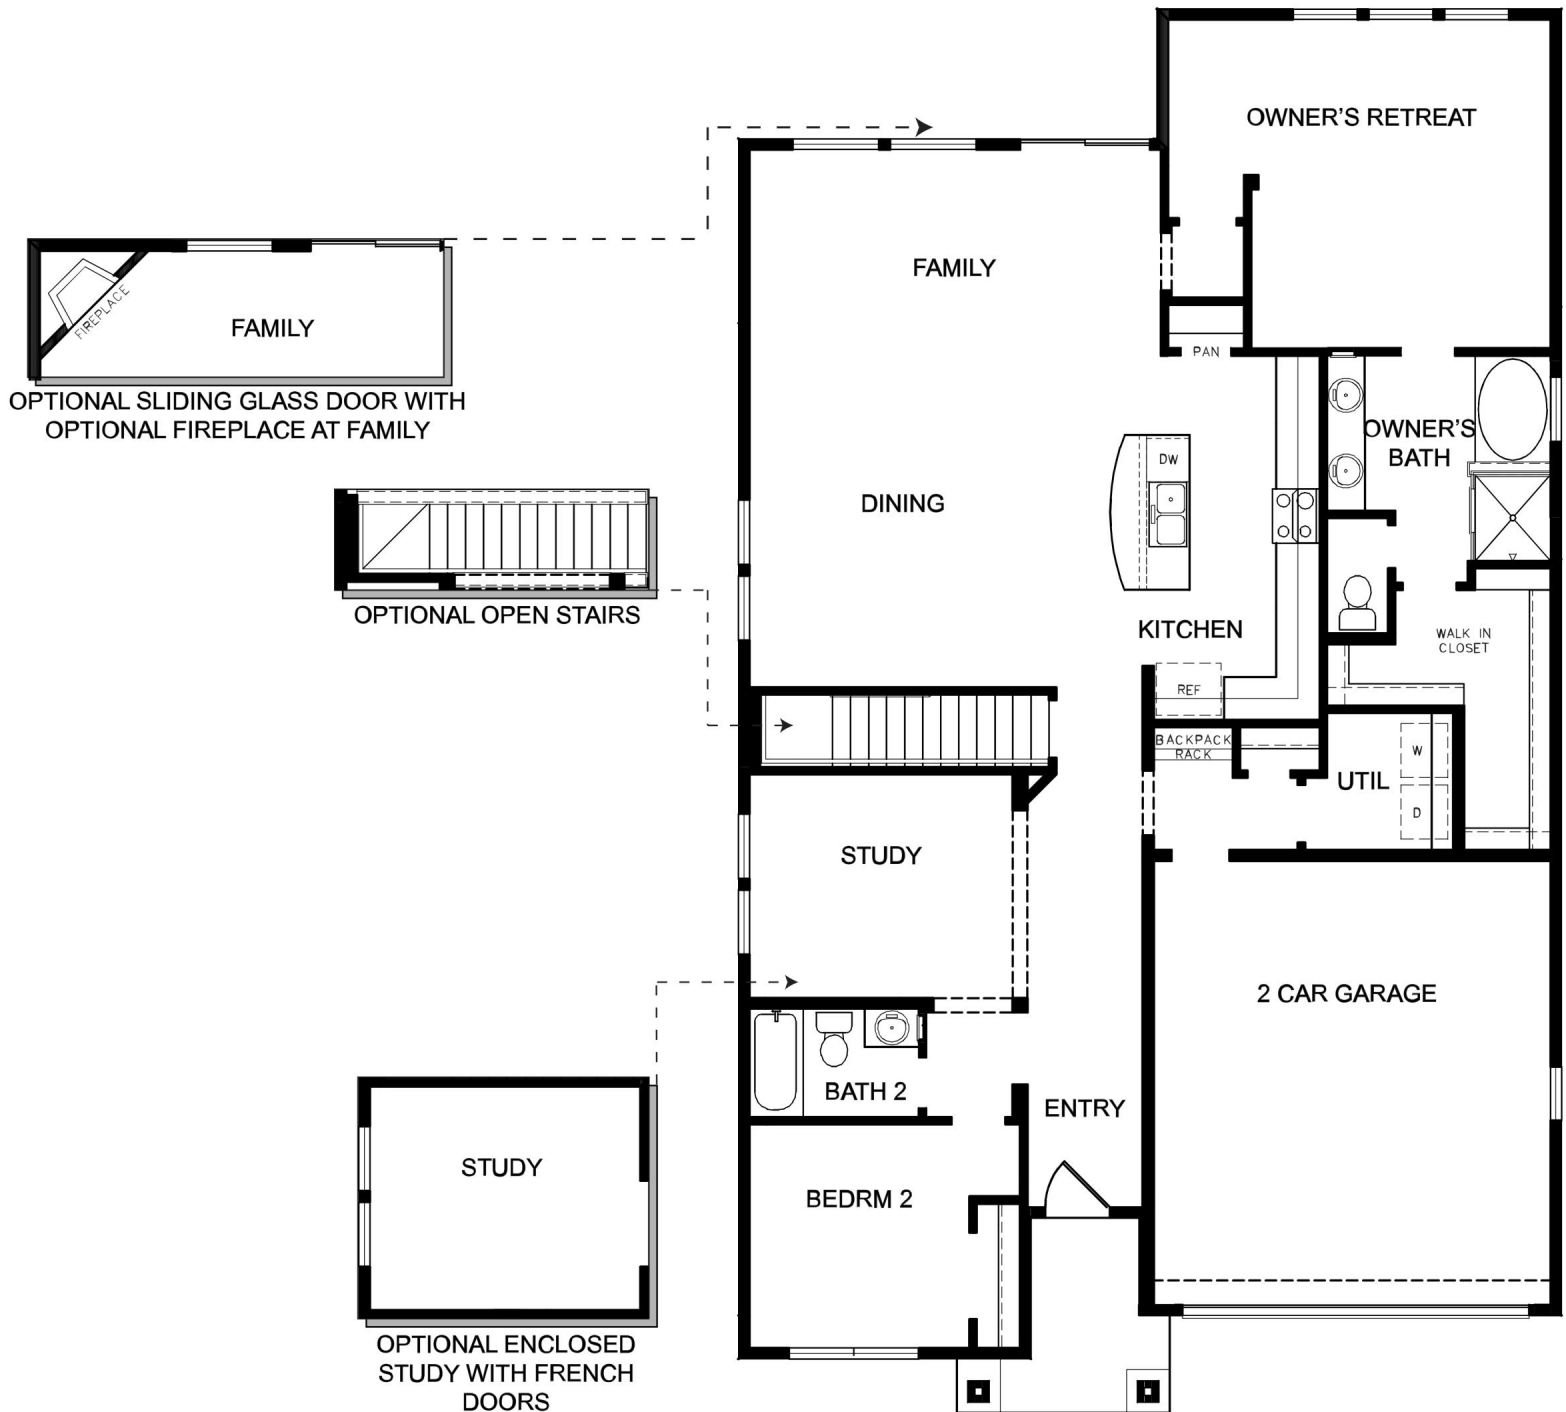 OWNER'S RETREAT
FAMILY
FIREPLACE
FAMILY
OPTIONAL SLIDING GLASS DOOR WITH
OPTIONAL FIREPLACE AT FAMILY
PAN
OWNER'S
BATH
DW
DINING
OPTIONAL OPEN STAIRS
KITCHEN
WALK IN
CLOSET
REF
BACKPACK
RACK
W
UTIL
D
STUDY
2 CAR GARAGE
BATH 2
ENTRY
STUDY
BEDRM 2
OPTIONAL ENCLOSED
STUDY WITH FRENCH
DOORS